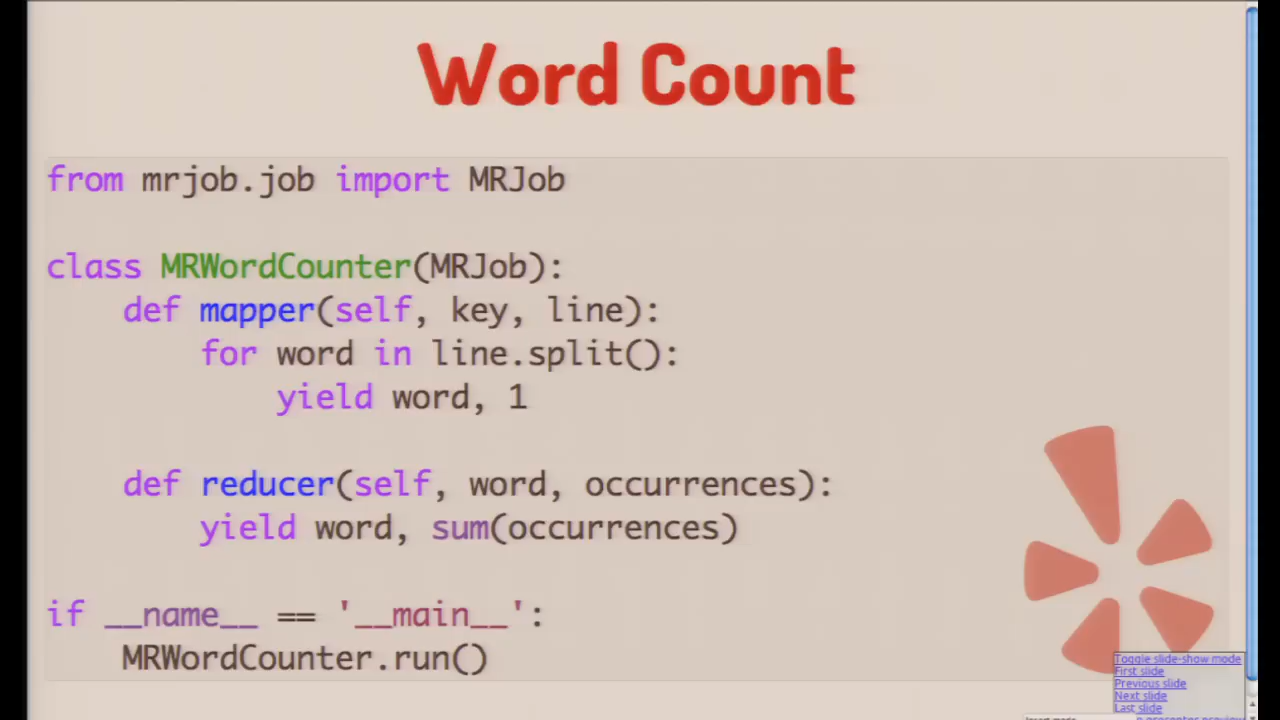 Word Count
from mrjob.job import MRJob
class MRWordCounter(MRJob):
    def mapper(self, key, line):
        for word in line.split():
            yield word, 1
    def reducer(self, word, occurrences):
        yield word, sum(occurrences)
if __name__ == '__main__':
    MRWordCounter.run()
Toggle slide-show mode
First slide
Previous slide
Next slide
Last slide